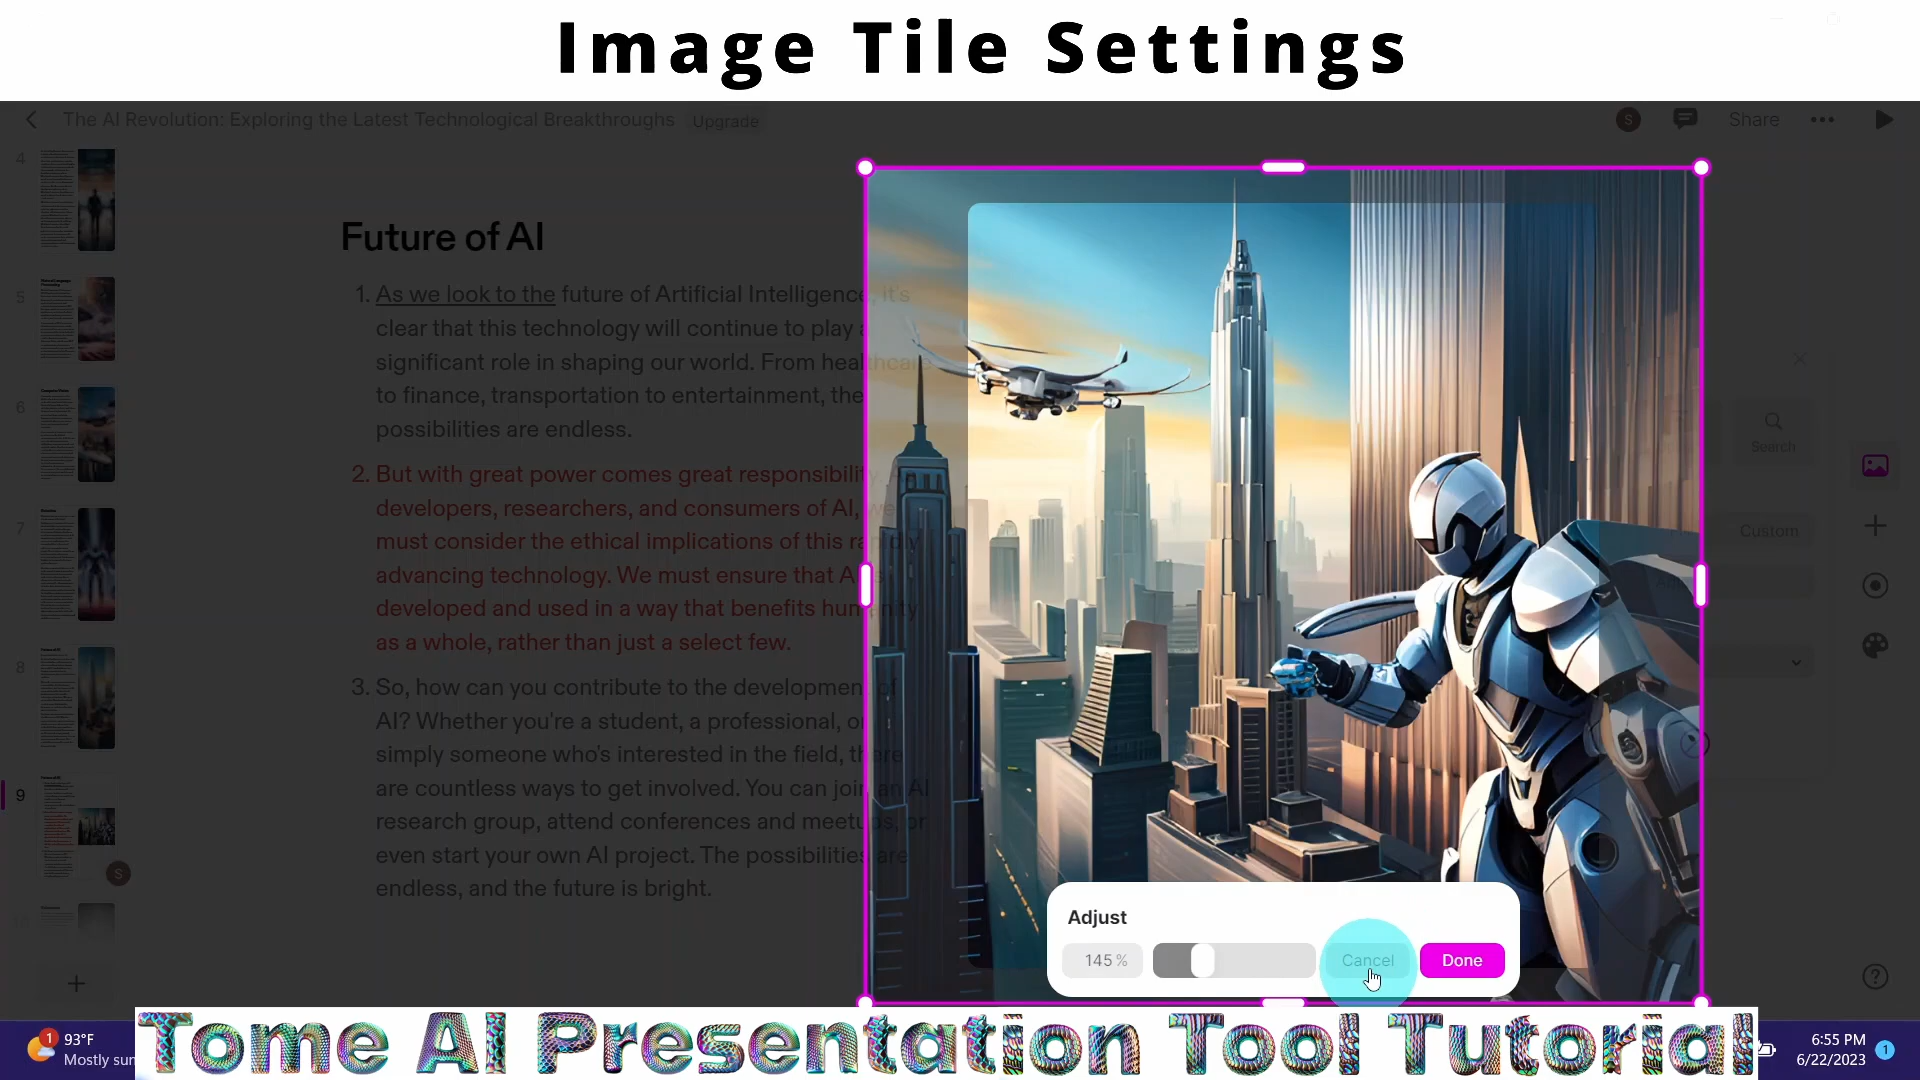 Image Tile Settings
The AI Revolution: Exploring the Latest Technological Breakthroughs
Upgrade
S
Share
4
5
6
7
8
9
S
Future of AI
1. As we look to the future of Artificial Intelligence, it's
clear that this technology will continue to play a
significant role in shaping our world. From healthcare
to finance, transportation to entertainment, the
possibilities are endless.
2. But with great power comes great responsibility.
developers, researchers, and consumers of AI, we
must consider the ethical implications of this rapidly
advancing technology. We must ensure that AI is
developed and used in a way that benefits humanity
as a whole, rather than just a select few.
3. So, how can you contribute to the development of
AI? Whether you're a student, a professional, or
simply someone who's interested in the field, there
are countless ways to get involved. You can join an AI
research group, attend conferences and meetups, or
even start your own AI project. The possibilities are
endless, and the future is bright.
Search
Custom
Adjust
145 %
Cancel
Done
Tome AI Presentation Tool Tutorial
1
93°F
Mostly sun
6:55 PM
6/22/2023
1